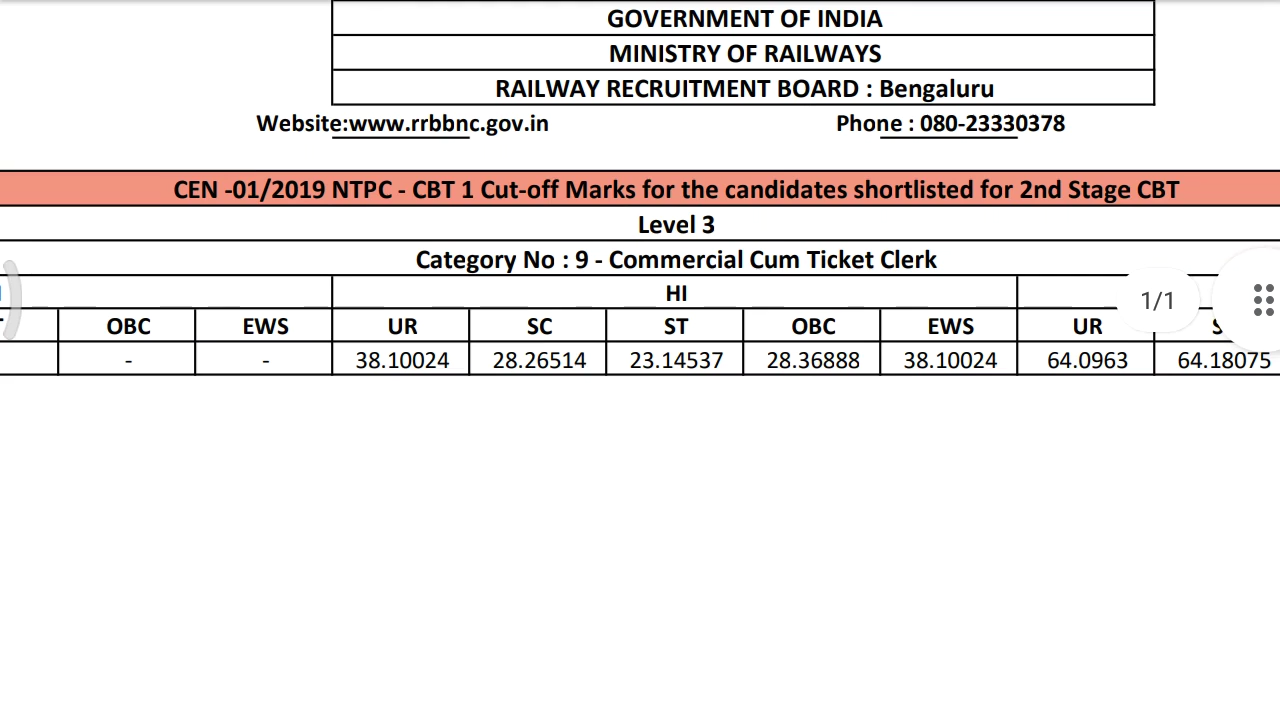 GOVERNMENT OF INDIA
MINISTRY OF RAILWAYS
RAILWAY RECRUITMENT BOARD : Bengaluru
Website:www.rrbbnc.gov.in Phone : 080-23330378
CEN -01/2019 NTPC - CBT 1 Cut-off Marks for the candidates shortlisted for 2nd Stage CBT
Level 3
Category No : 9 - Commercial Cum Ticket Clerk
HI 1/1
OBC EWS UR SC ST OBC EWS UR
- - 38.10024 28.26514 23.14537 28.36888 38.10024 64.0963 64.18075